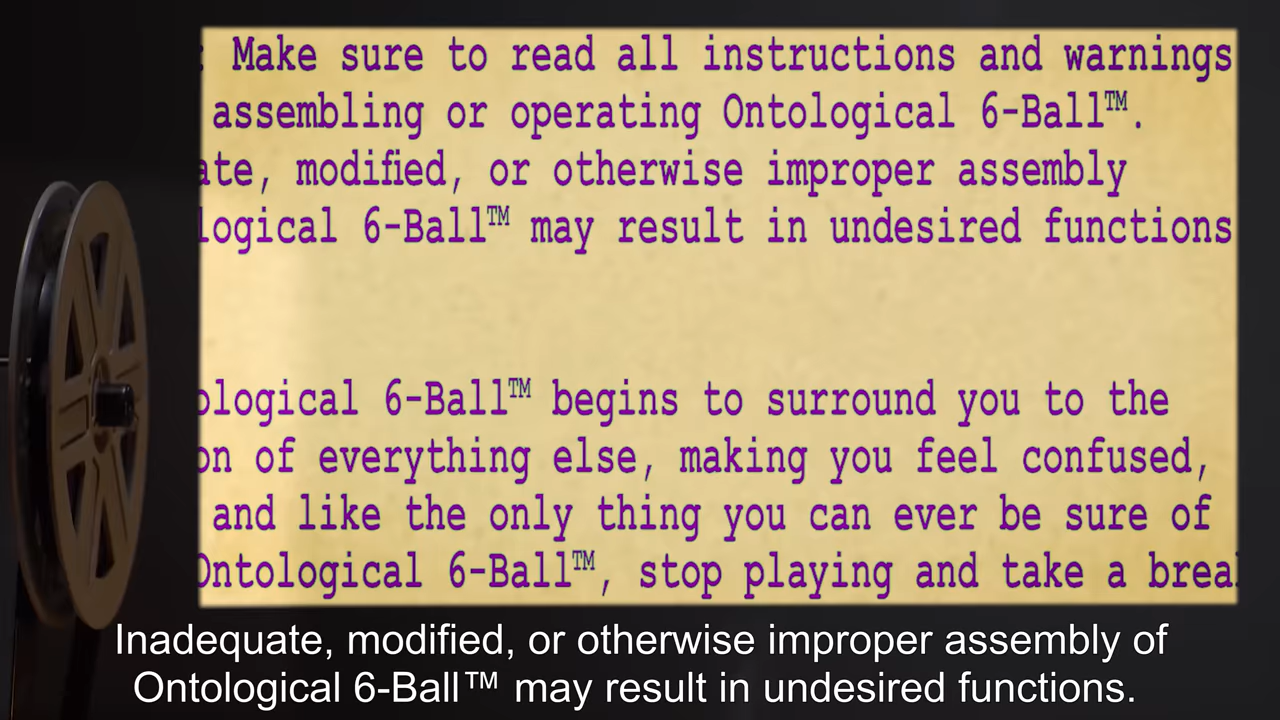 : Make sure to read all instructions and warnings
assembling or operating Ontological 6-Ball™.
ate, modified, or otherwise improper assembly
logical 6-Ball™ may result in undesired functions
ological 6-Ball™ begins to surround you to the
on of everything else, making you feel confused,
and like the only thing you can ever be sure of
Ontological 6-Ball™, stop playing and take a brea
Inadequate, modified, or otherwise improper assembly of
Ontological 6-Ball™ may result in undesired functions.